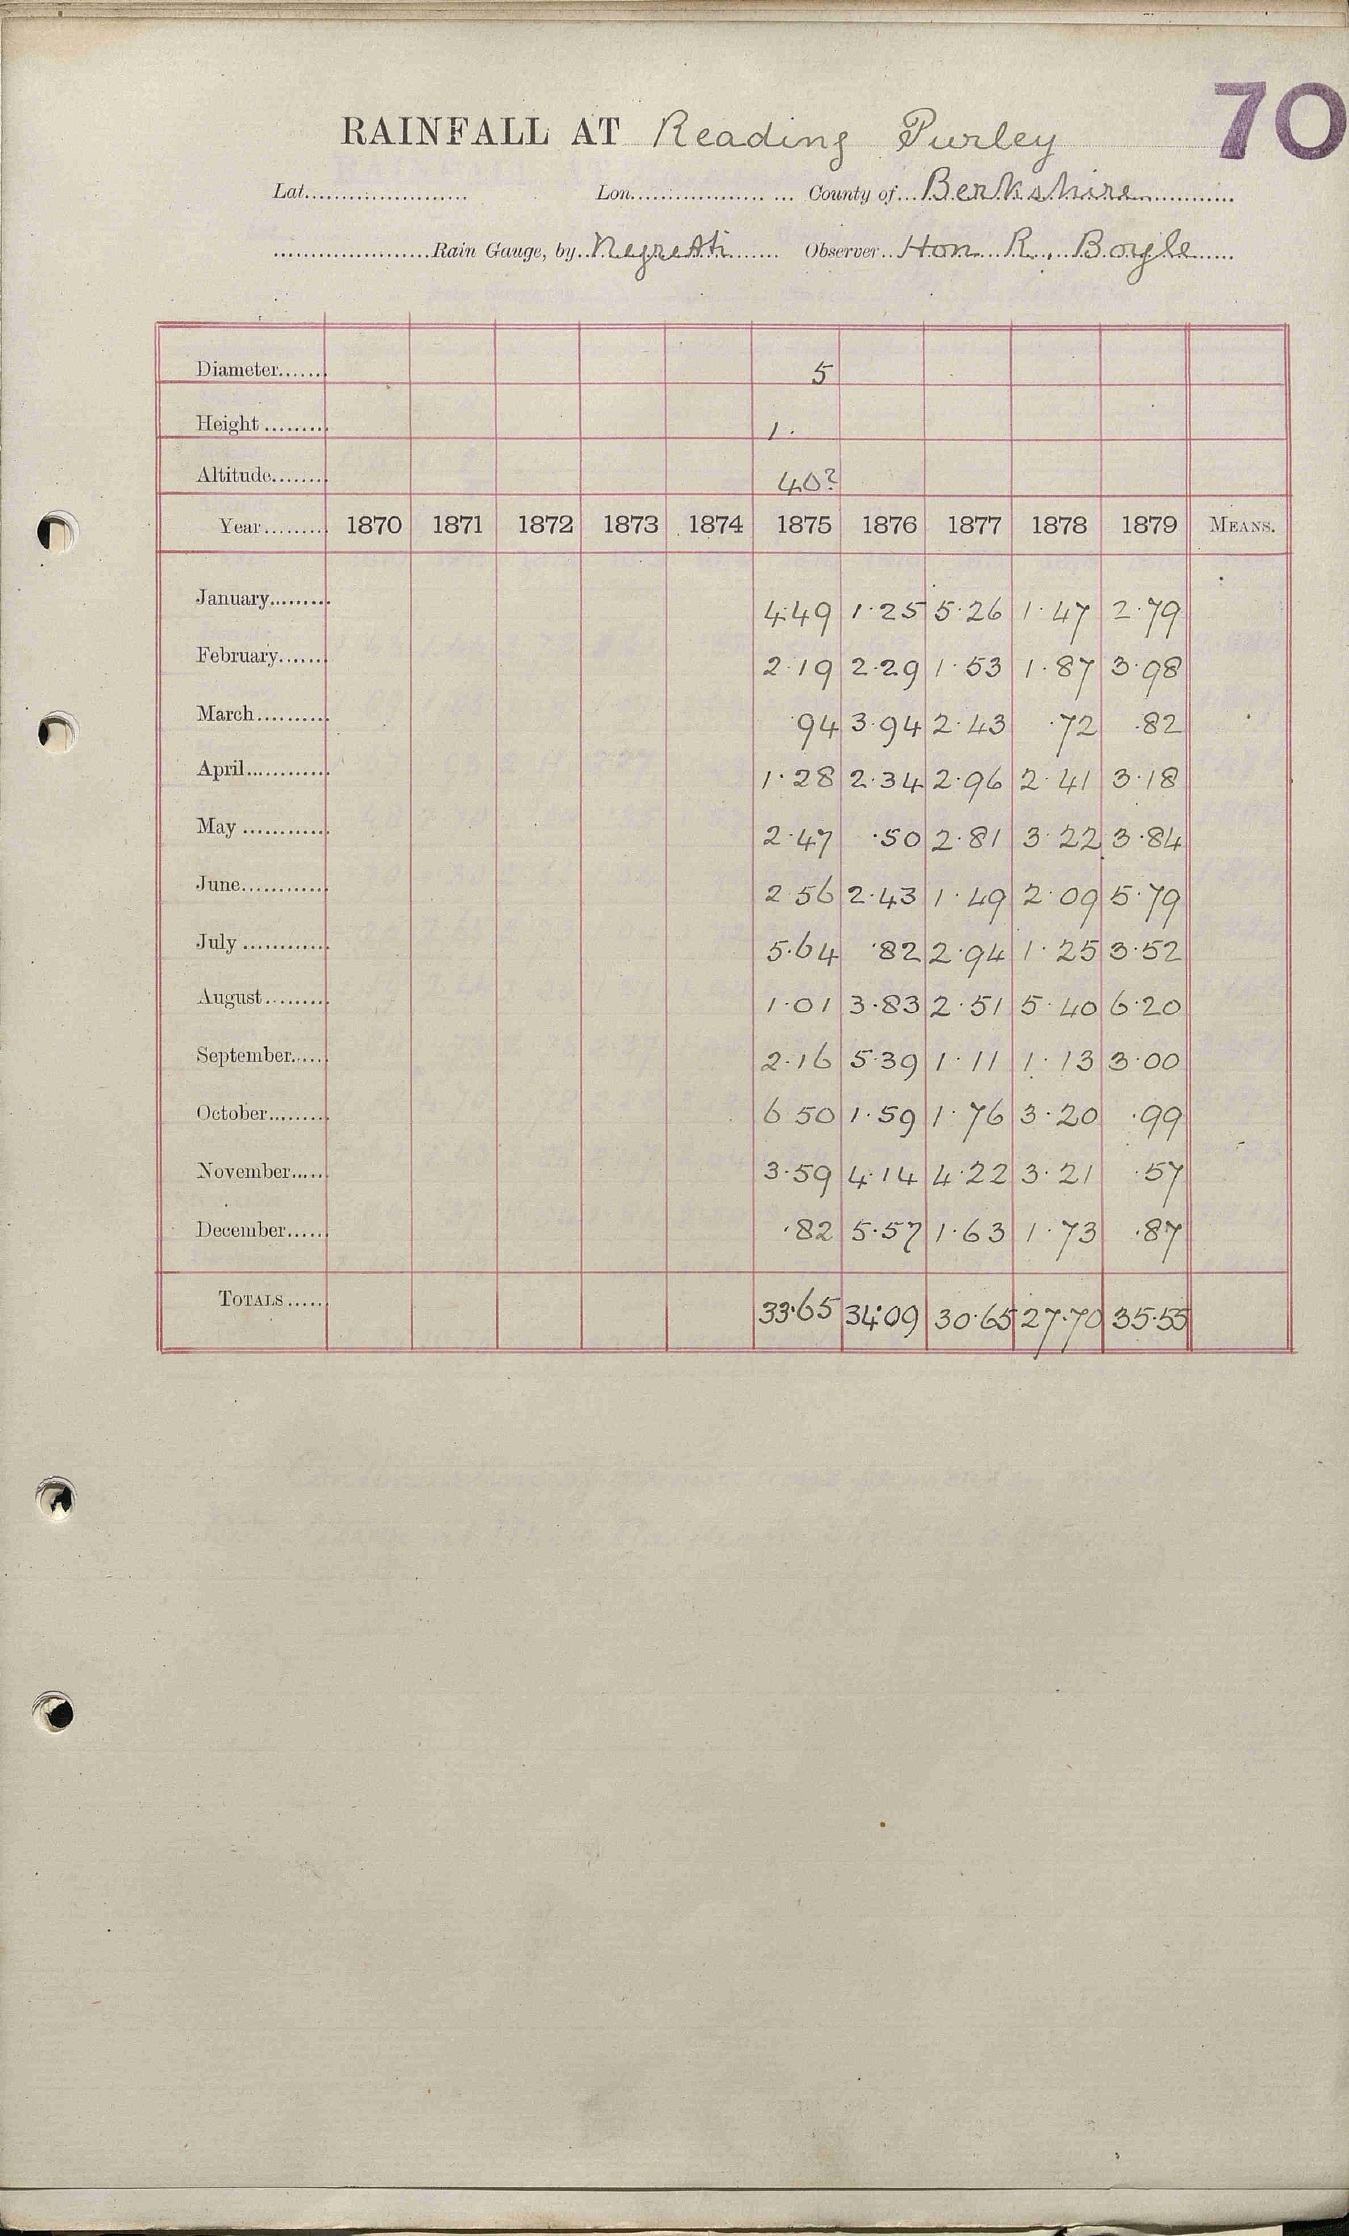 70
RAINFALL AT Reading Purley
Lat. Lon. County of Berkshire
Rain Gauge, by Negretti Observer Hon R. Boyle
Diameter 5
Height 1.
Altitude 40?
Year 1870 1871 1872 1873 1874 1875 1876 1877 1878 1879 MEANS.
January 4.49 1.25 5.26 1.47 2.79
February 2.19 2.29 1.53 1.87 3.98
March .94 3.94 2.43 .72 .82
April 1.28 2.34 2.96 2.41 3.18
May 2.47 .50 2.81 3.22 3.84
June 2.56 2.43 1.49 2.09 5.79
July 5.64 .82 2.94 1.25 3.52
August 1.01 3.83 2.51 5.40 6.20
September 2.16 5.39 1.11 1.13 3.00
October 6.50 1.59 1.76 3.20 .99
November 3.59 4.14 4.22 3.21 .57
December .82 5.57 1.63 1.73 .87
TOTALS 33.65 34.09 30.65 27.70 35.55